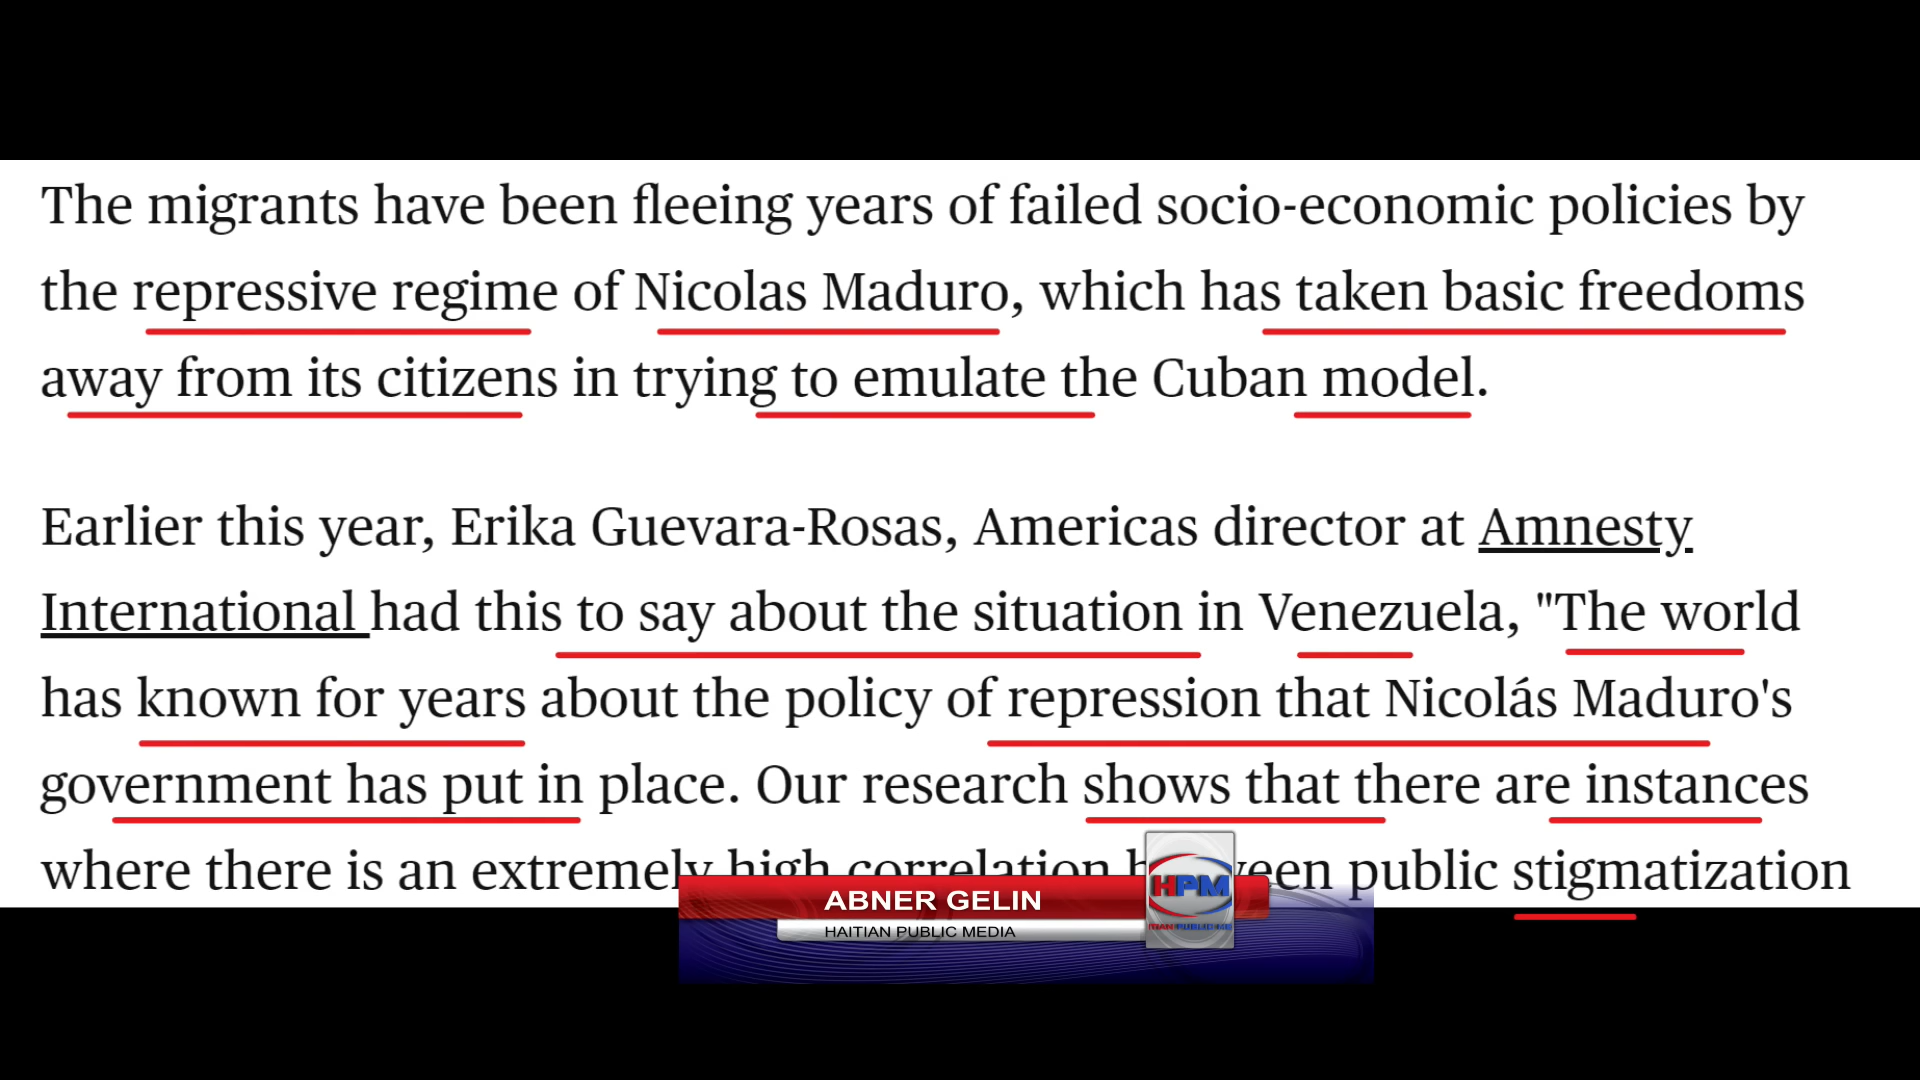 The migrants have been fleeing years of failed socio-economic policies by
the repressive regime of Nicolas Maduro, which has taken basic freedoms
away from its citizens in trying to emulate the Cuban model.
Earlier this year, Erika Guevara-Rosas, Americas director at Amnesty
International had this to say about the situation in Venezuela, "The world
has known for years about the policy of repression that Nicolás Maduro's
government has put in place. Our research shows that there are instances
where there is an extremely high correlation between public stigmatization
ABNER GELIN
HAITIAN PUBLIC MEDIA
HPM